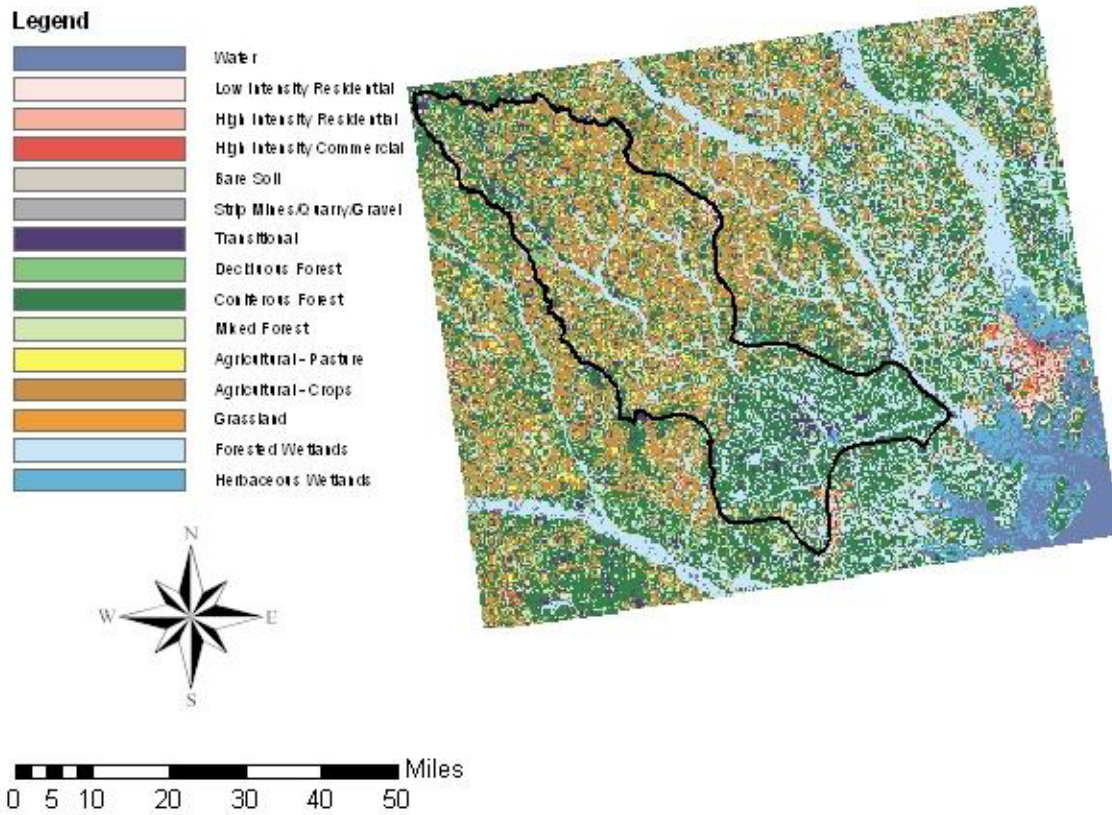 Legend
Water
Low Intensity Residential
High Intensity Residential
High Intensity Commercial
Bare Soil
Strip Mines/Quarry/Gravel
Transitional
Deciduous Forest
Coniferous Forest
Mixed Forest
Agricultural - Pasture
Agricultural - Crops
Grassland
Forested Wetlands
Herbaceous Wetlands
N
W E
S
Miles
0 5 10 20 30 40 50